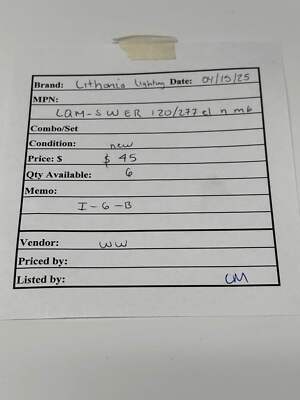 Brand: Lithonia Lighting Date: 04/15/25
MPN:
LQM-S W ER 120/277 el n m6
Combo/Set
Condition: new
Price: $ $ 45
Qty Available: 6
Memo:
I-6-B
Vendor: WW
Priced by:
Listed by: CM